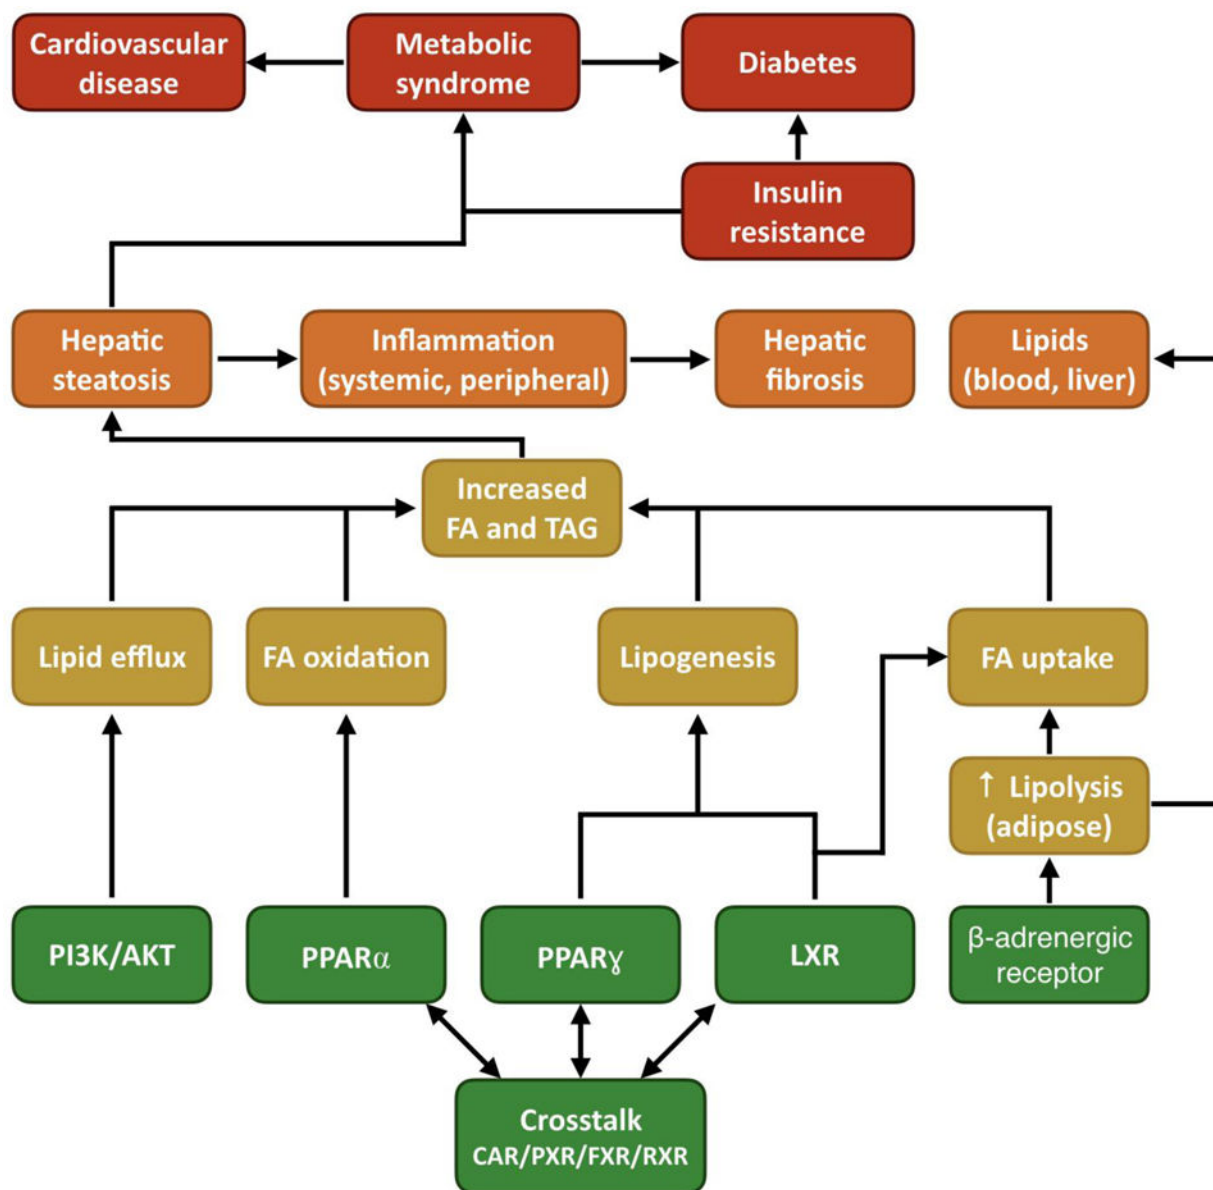 Cardiovascular
disease
Metabolic
syndrome
Diabetes
Insulin
resistance
Hepatic
steatosis
Inflammation
(systemic, peripheral)
Hepatic
fibrosis
Lipids
(blood, liver)
Increased
FA and TAG
Lipid efflux
FA oxidation
Lipogenesis
FA uptake
↑ Lipolysis
(adipose)
PI3K/AKT
PPARα
PPARɣ
LXR
β-adrenergic
receptor
Crosstalk
CAR/PXR/FXR/RXR